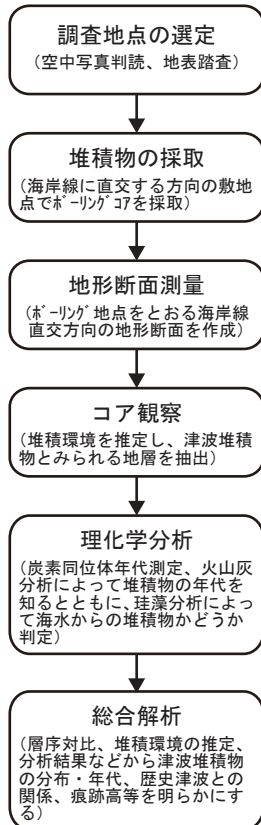 調査地点の選定
(空中写真判読、地表踏査)
堆積物の採取
(海岸線に直交する方向の敷地
点でﾎﾞｰﾘﾝｸﾞｺｱを採取)
地形断面測量
(ﾎﾞｰﾘﾝｸﾞ地点をとおる海岸線
直交方向の地形断面を作成)
コア観察
(堆積環境を推定し、津波堆積
物とみられる地層を抽出)
理化学分析
(炭素同位体年代測定、火山灰
分析によって堆積物の年代を
知るとともに、珪藻分析によっ
て海水からの堆積物かどうか
判定)
総合解析
(層序対比、堆積環境の推定、
分析結果などから津波堆積物
の分布・年代、歴史津波との
関係、痕跡高等を明らかにす
る)